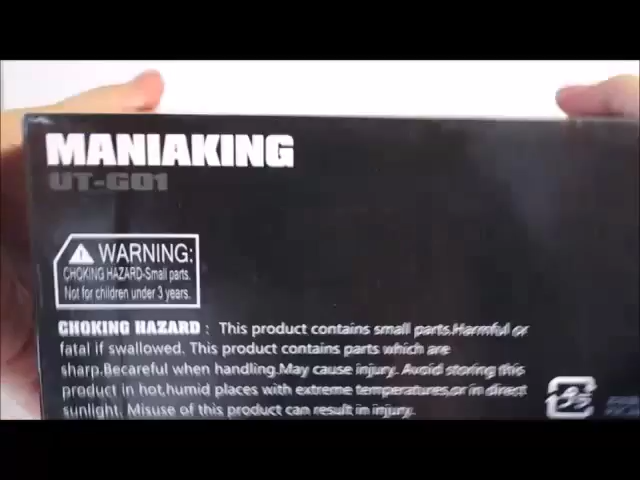 MANIAKING
UT-G01
WARNING:
CHOKING HAZARD-Small parts.
Not for children under 3 years.
CHOKING HAZARD : This product contains small parts.Harmful or
fatal if swallowed. This product contains parts which are
sharp.Becareful when handling.May cause injury. Avoid storing this
product in hot,humid places with extreme temperatures,or in direct
sunlight. Misuse of this product can result in injury.